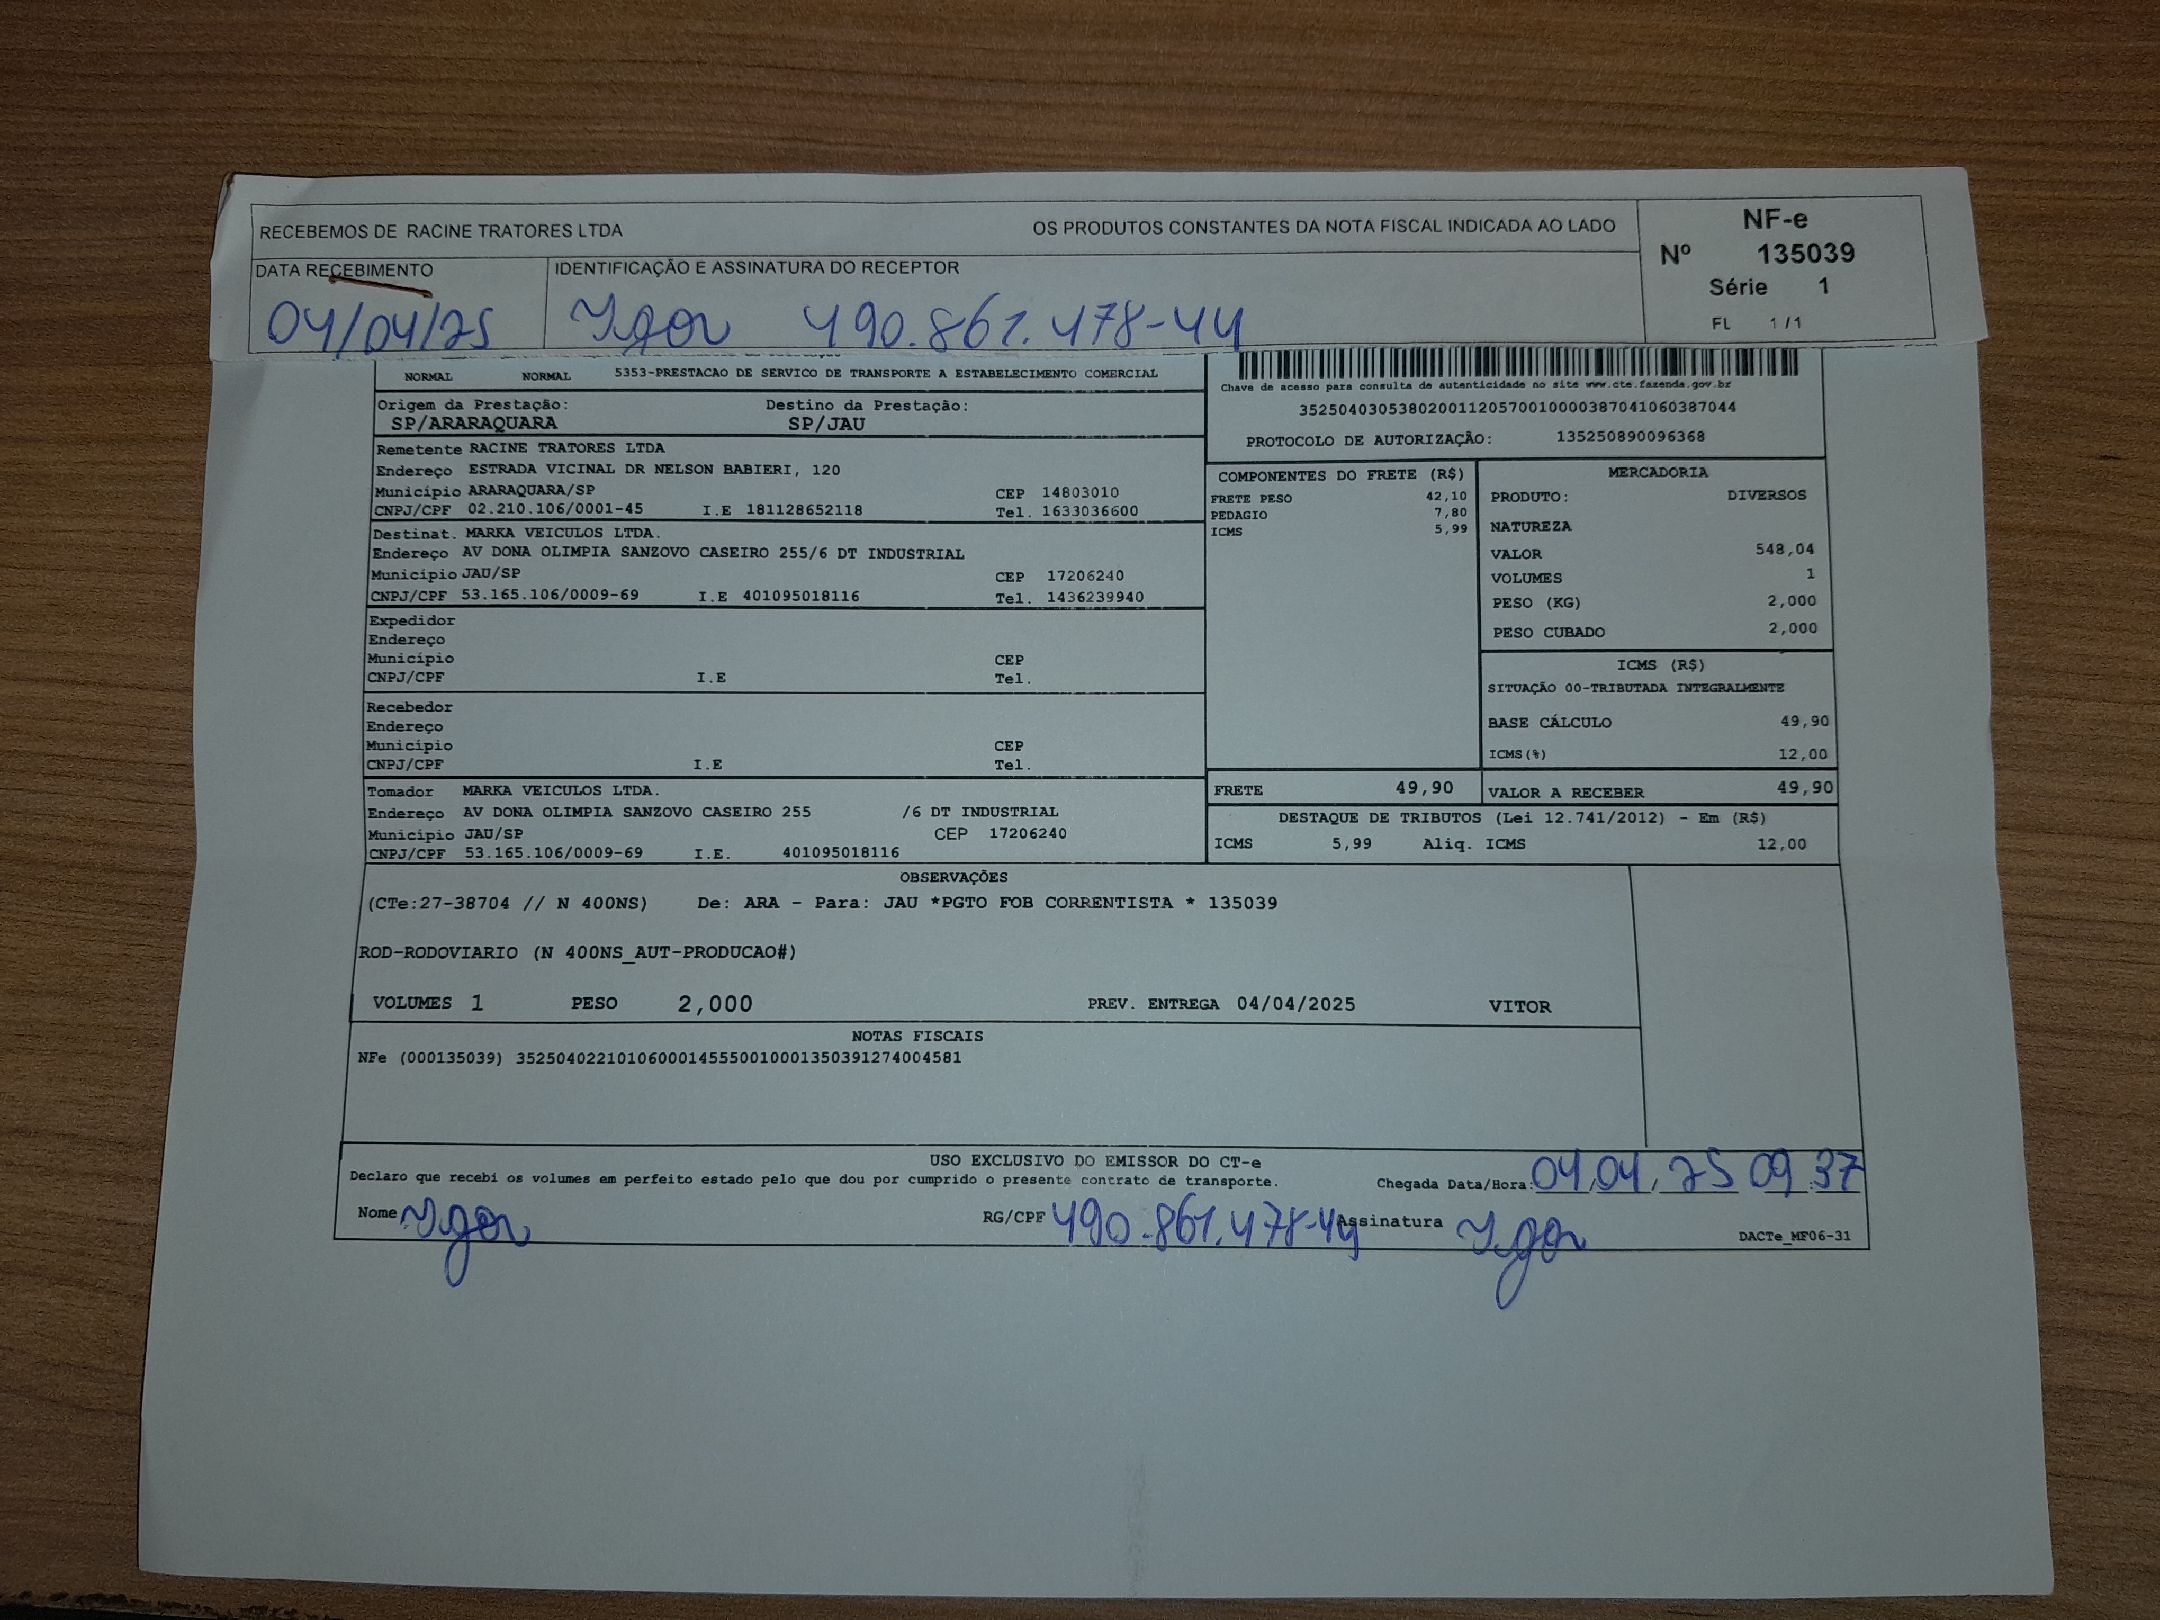 RECEBEMOS DE RACINE TRATORES LTDA OS PRODUTOS CONSTANTES DA NOTA FISCAL INDICADA AO LADO
NF-e
Nº 135039
Série 1
FL 1 / 1
DATA RECEBIMENTO IDENTIFICAÇÃO E ASSINATURA DO RECEPTOR
04/04/25 Igor 490.861.478-44
NORMAL NORMAL 5353-PRESTACAO DE SERVICO DE TRANSPORTE A ESTABELECIMENTO COMERCIAL
Origem da Prestação: Destino da Prestação:
SP/ARARAQUARA SP/JAU
Remetente RACINE TRATORES LTDA
Endereço ESTRADA VICINAL DR NELSON BABIERI, 120
Município ARARAQUARA/SP CEP 14803010
CNPJ/CPF 02.210.106/0001-45 I.E 181128652118 Tel. 1633036600
Destinat. MARKA VEICULOS LTDA.
Endereço AV DONA OLIMPIA SANZOVO CASEIRO 255/6 DT INDUSTRIAL
Município JAU/SP CEP 17206240
CNPJ/CPF 53.165.106/0009-69 I.E 401095018116 Tel. 1436239940
Expedidor
Endereço
Município CEP
CNPJ/CPF I.E Tel.
Recebedor
Endereço
Município CEP
CNPJ/CPF I.E Tel.
Tomador MARKA VEICULOS LTDA.
Endereço AV DONA OLIMPIA SANZOVO CASEIRO 255 /6 DT INDUSTRIAL
Município JAU/SP CEP 17206240
CNPJ/CPF 53.165.106/0009-69 I.E. 401095018116
Chave de acesso para consulta de autenticidade no site www.cte.fazenda.gov.br
35250403053802001120570010000387041060387044
PROTOCOLO DE AUTORIZAÇÃO: 135250890096368
COMPONENTES DO FRETE (R$)
FRETE PESO 42,10
PEDAGIO 7,80
ICMS 5,99
MERCADORIA
PRODUTO: DIVERSOS
NATUREZA
VALOR 548,04
VOLUMES 1
PESO (KG) 2,000
PESO CUBADO 2,000
ICMS (R$)
SITUAÇÃO 00-TRIBUTADA INTEGRALMENTE
BASE CÁLCULO 49,90
ICMS(%) 12,00
FRETE 49,90 VALOR A RECEBER 49,90
DESTAQUE DE TRIBUTOS (Lei 12.741/2012) - Em (R$)
ICMS 5,99 Aliq. ICMS 12,00
OBSERVAÇÕES
(CTe:27-38704 // N 400NS) De: ARA - Para: JAU *PGTO FOB CORRENTISTA * 135039
ROD-RODOVIARIO (N 400NS_AUT-PRODUCAO#)
VOLUMES 1 PESO 2,000 PREV. ENTREGA 04/04/2025 VITOR
NOTAS FISCAIS
NFe (000135039) 35250402210106000145550010001350391274004581
USO EXCLUSIVO DO EMISSOR DO CT-e
Declaro que recebi os volumes em perfeito estado pelo que dou por cumprido o presente contrato de transporte. Chegada Data/Hora: 04/04/25 09:37
Nome Igor RG/CPF 490.861.478-44 Assinatura Igor
DACTe_MF06-31